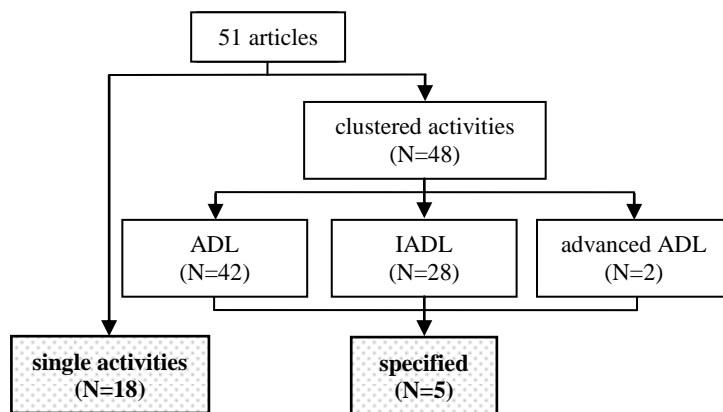 51 articles
clustered activities
(N=48)
ADL
(N=42)
IADL
(N=28)
advanced ADL
(N=2)
single activities
(N=18)
specified
(N=5)